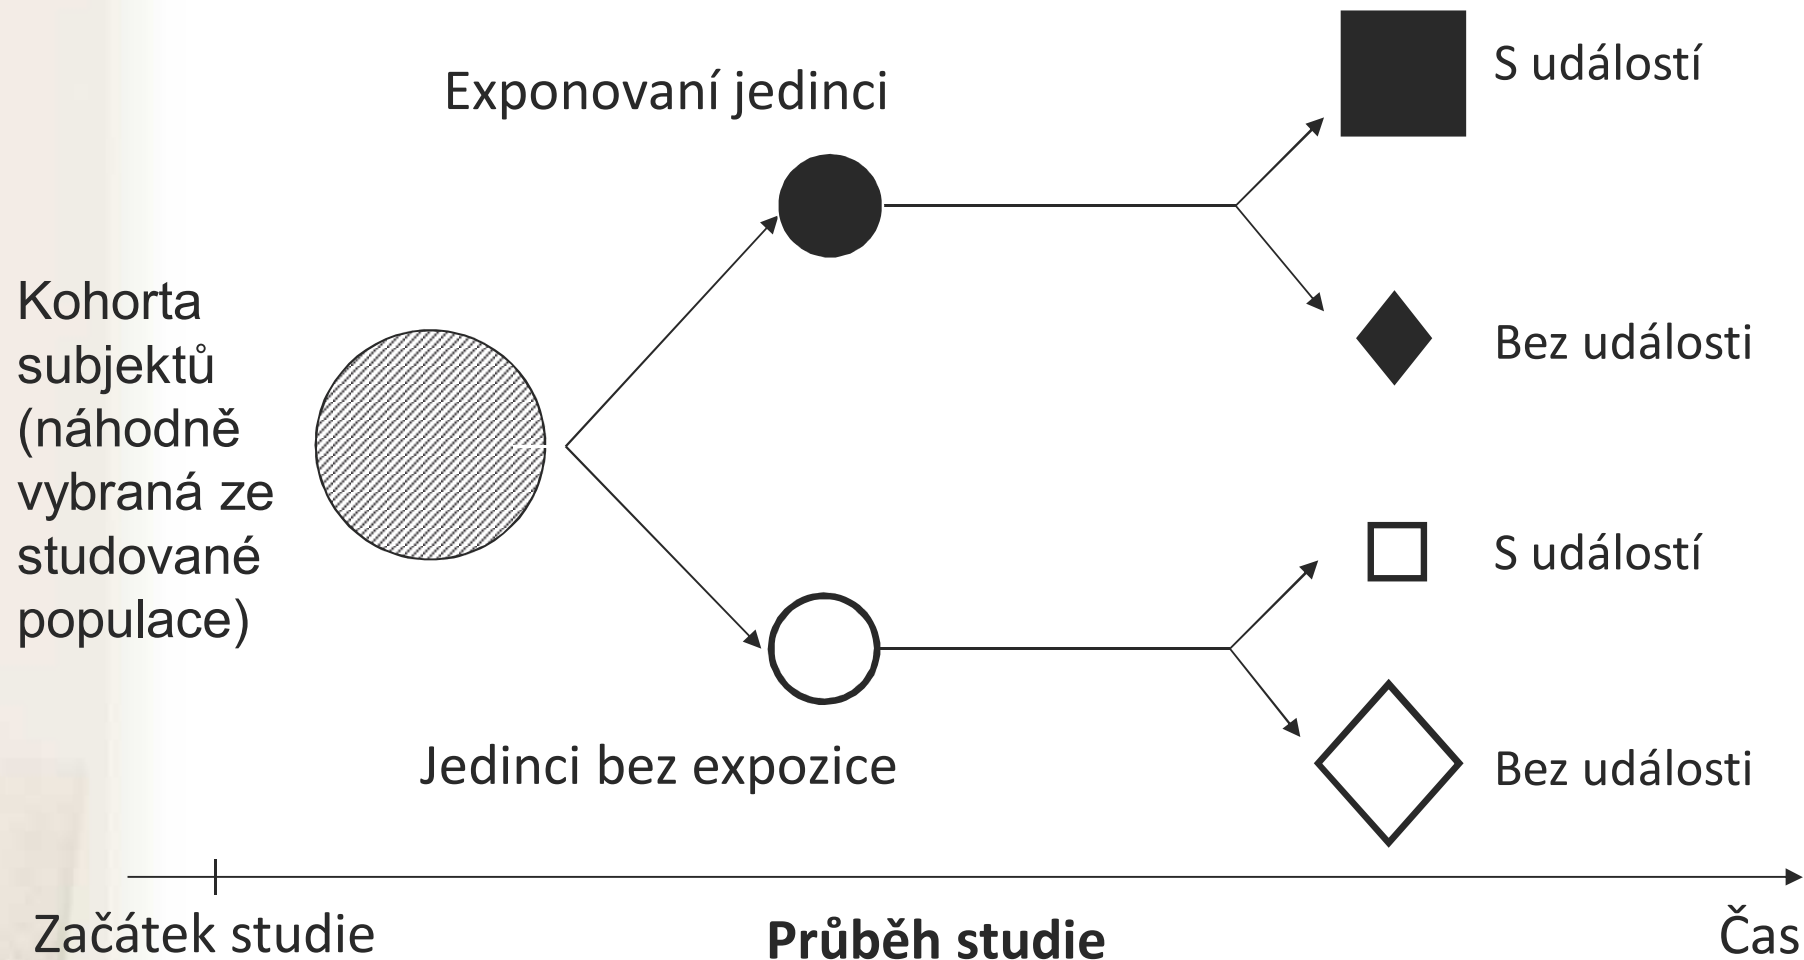 S událostí
Exponovaní jedinci
Kohorta
subjektů
(náhodně
vybraná ze
studované
populace)
Bez události
S událostí
Jedinci bez expozice
Bez události
Začátek studie
Průběh studie
Čas